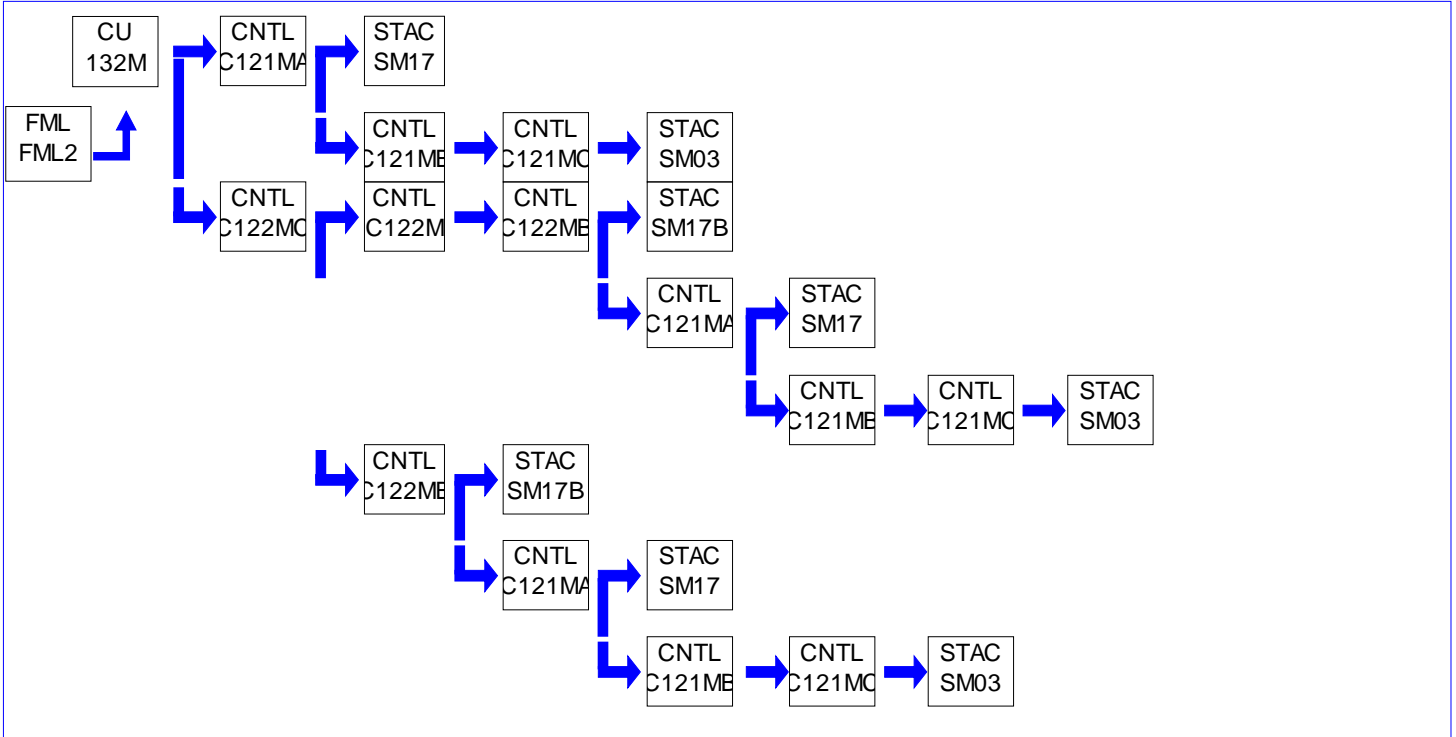 CU
132M
CNTL
C121MA
STAC
SM17
FML
FML2
CNTL
C121MB
CNTL
C121MC
STAC
SM03
CNTL
C122MC
CNTL
C122M
CNTL
C122MB
STAC
SM17B
CNTL
C121MA
STAC
SM17
CNTL
C121MB
CNTL
C121MC
STAC
SM03
CNTL
C122MB
STAC
SM17B
CNTL
C121MA
STAC
SM17
CNTL
C121MB
CNTL
C121MC
STAC
SM03